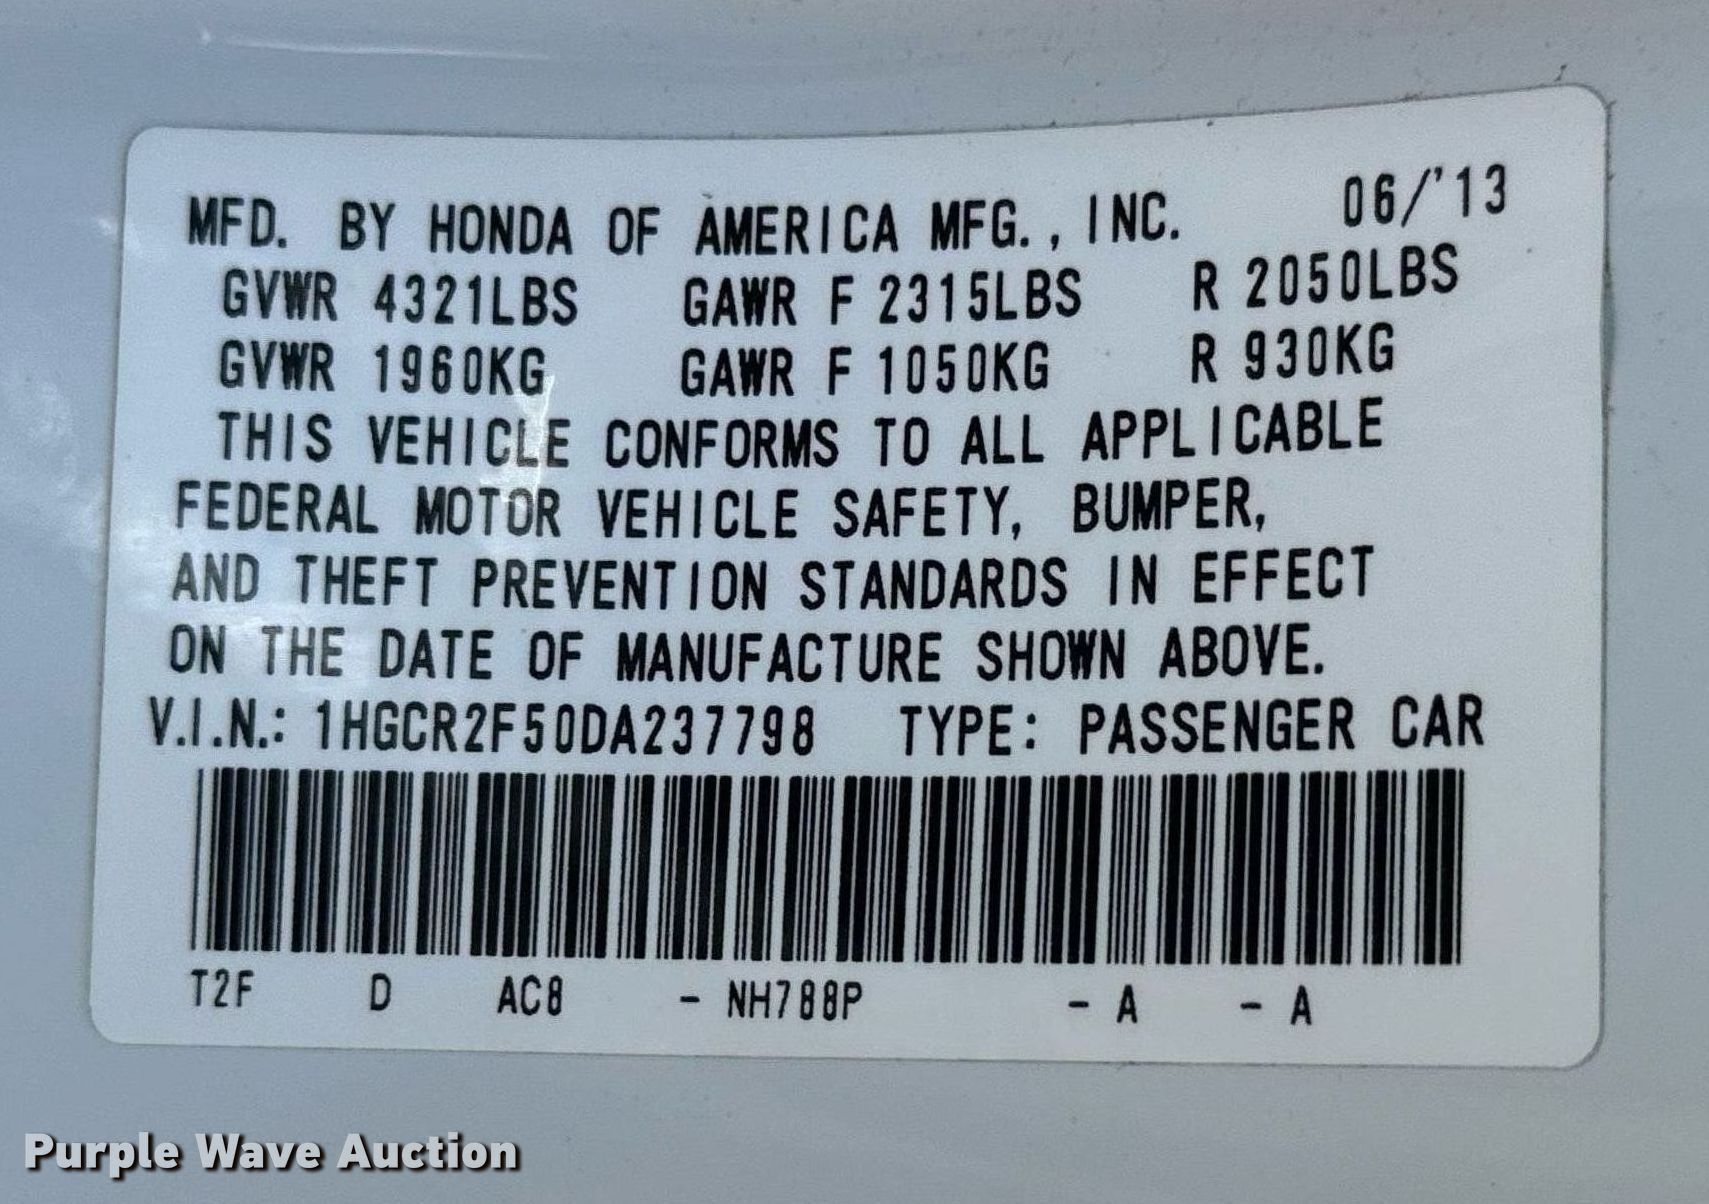 MFD. BY HONDA OF AMERICA MFG., INC. 06/'13
GVWR 4321LBS GAWR F 2315LBS R 2050LBS
GVWR 1960KG GAWR F 1050KG R 930KG
THIS VEHICLE CONFORMS TO ALL APPLICABLE
FEDERAL MOTOR VEHICLE SAFETY, BUMPER,
AND THEFT PREVENTION STANDARDS IN EFFECT
ON THE DATE OF MANUFACTURE SHOWN ABOVE.
V.I.N.: 1HGCR2F50DA237798 TYPE: PASSENGER CAR
T2F D AC8 - NH788P - A - A
Purple Wave Auction